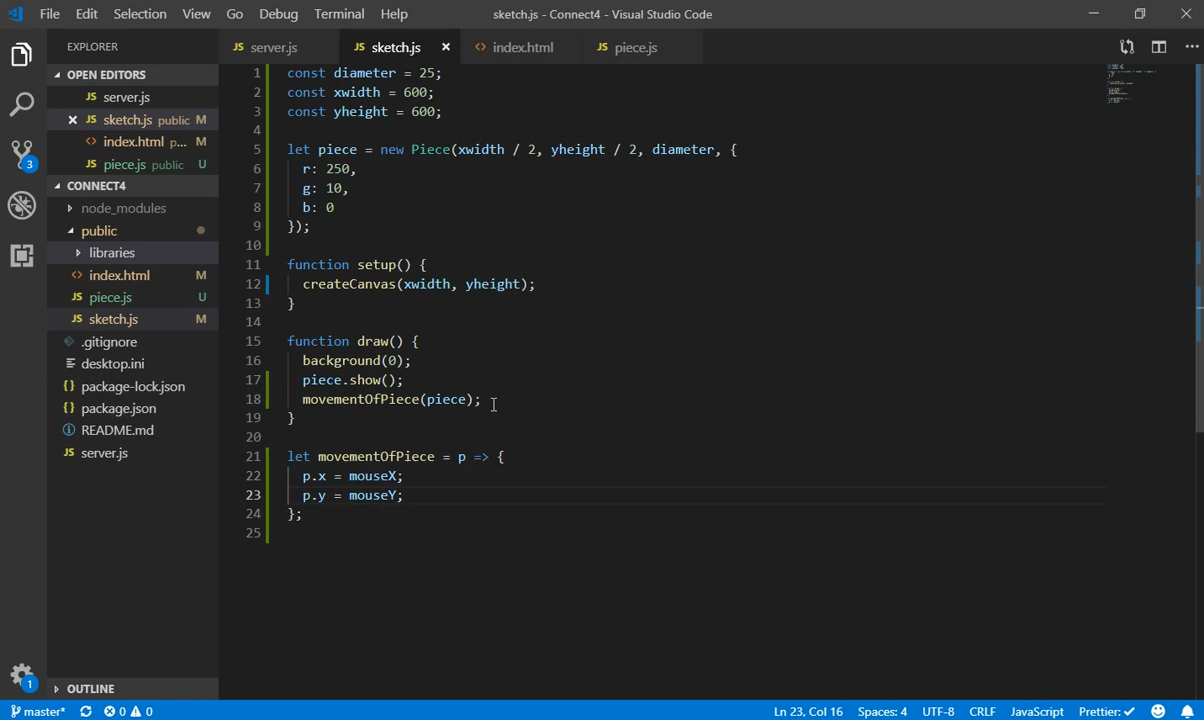 File Edit Selection View Go Debug Terminal Help sketch.js - Connect4 - Visual Studio Code
EXPLORER
JS server.js JS sketch.js × <> index.html JS piece.js
OPEN EDITORS
JS server.js
× JS sketch.js public M
<> index.html p... M
JS piece.js public U
CONNECT4
node_modules
public
libraries
<> index.html M
JS piece.js U
JS sketch.js M
.gitignore
desktop.ini
{} package-lock.json
{} package.json
README.md
JS server.js
OUTLINE
3
1
1 const diameter = 25;
2 const xwidth = 600;
3 const yheight = 600;
4
5 let piece = new Piece(xwidth / 2, yheight / 2, diameter, {
6 r: 250,
7 g: 10,
8 b: 0
9 });
10
11 function setup() {
12 createCanvas(xwidth, yheight);
13 }
14
15 function draw() {
16 background(0);
17 piece.show();
18 movementOfPiece(piece);
19 }
20
21 let movementOfPiece = p => {
22 p.x = mouseX;
23 p.y = mouseY;
24 };
25
master* 0 0 Ln 23, Col 16 Spaces: 4 UTF-8 CRLF JavaScript Prettier: ✓